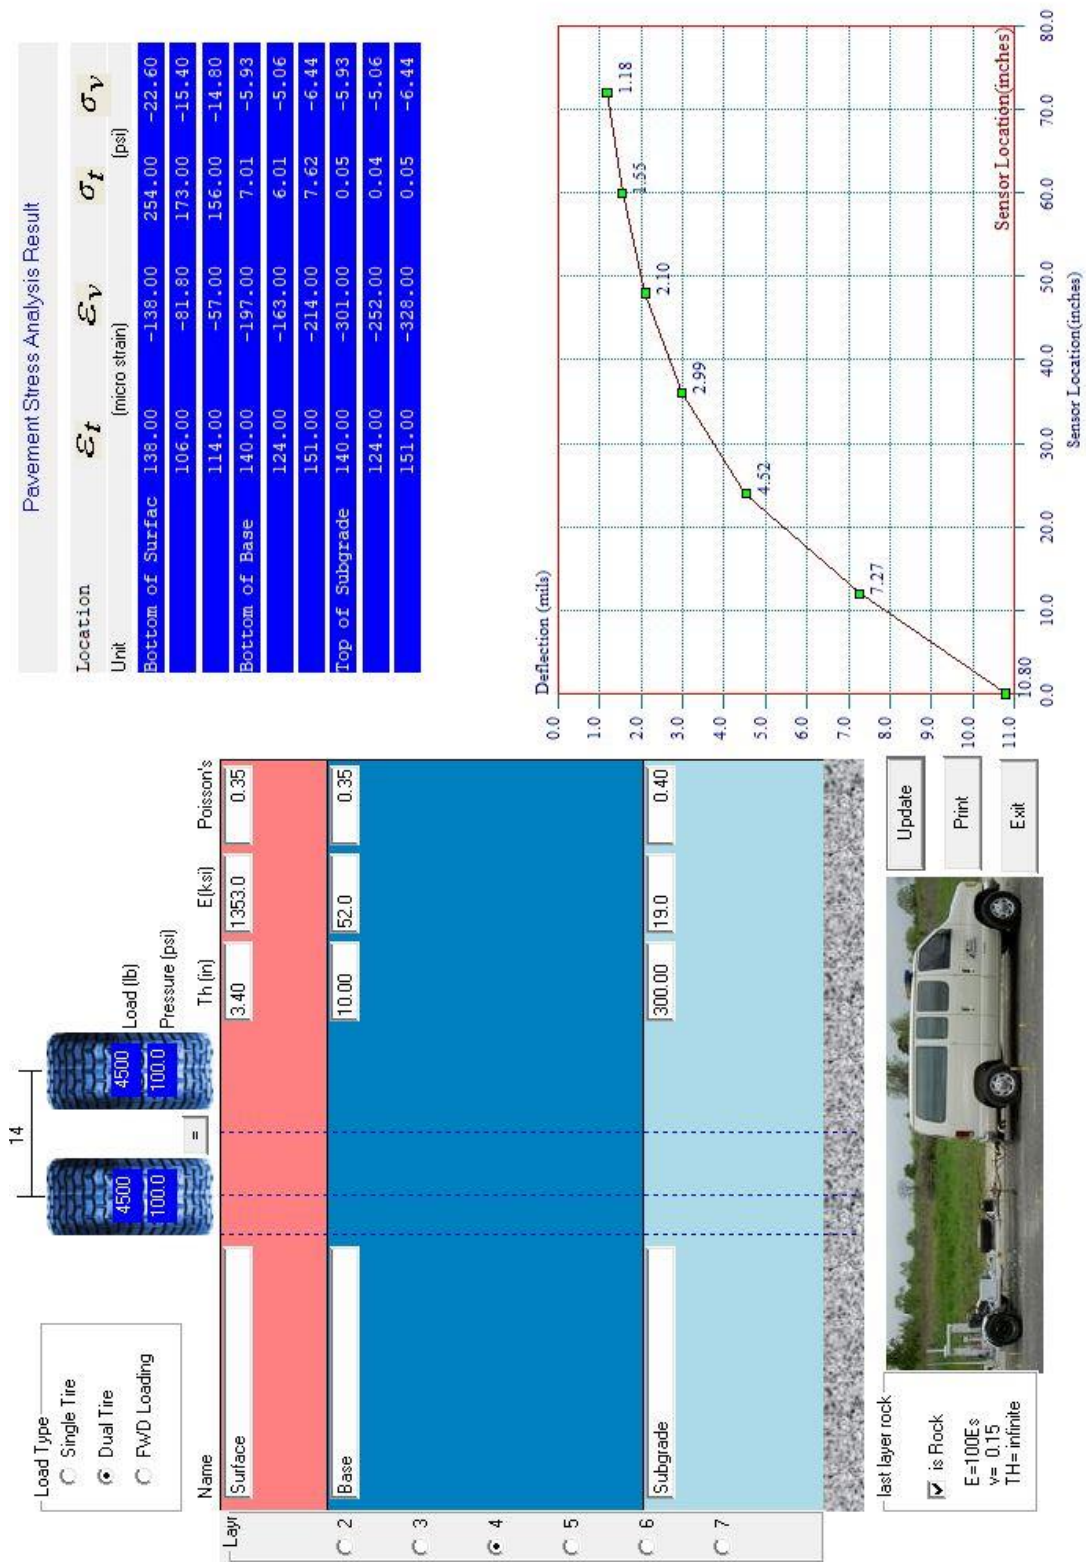 Load Type
Single Tire
Dual Tire
FWD Loading
14
4500 4500 Load (lb)
100.0 100.0 Pressure (psi)
=
Layr Name Th (in) E(ksi) Poisson's
Surface 3.40 1353.0 0.35
2
Base 10.00 52.0 0.35
3
4
5
6
Subgrade 300.00 19.0 0.40
7
last layer rock
is Rock
E=100Es
v= 0.15
TH= infinite
Update
Print
Exit
Pavement Stress Analysis Result
Location εt εv σt σv
Unit (micro strain) (psi)
Bottom of Surfac 138.00 -138.00 254.00 -22.60
106.00 -81.80 173.00 -15.40
114.00 -57.00 156.00 -14.80
Bottom of Base 140.00 -197.00 7.01 -5.93
124.00 -163.00 6.01 -5.06
151.00 -214.00 7.62 -6.44
Top of Subgrade 140.00 -301.00 0.05 -5.93
124.00 -252.00 0.04 -5.06
151.00 -328.00 0.05 -6.44
Deflection (mils)
0.0
1.0
2.0
3.0
4.0
5.0
6.0
7.0
8.0
9.0
10.0
11.0
10.80
7.27
4.52
2.99
2.10
1.55
1.18
Sensor Location(inches)
0.0 10.0 20.0 30.0 40.0 50.0 60.0 70.0 80.0
Sensor Location(inches)